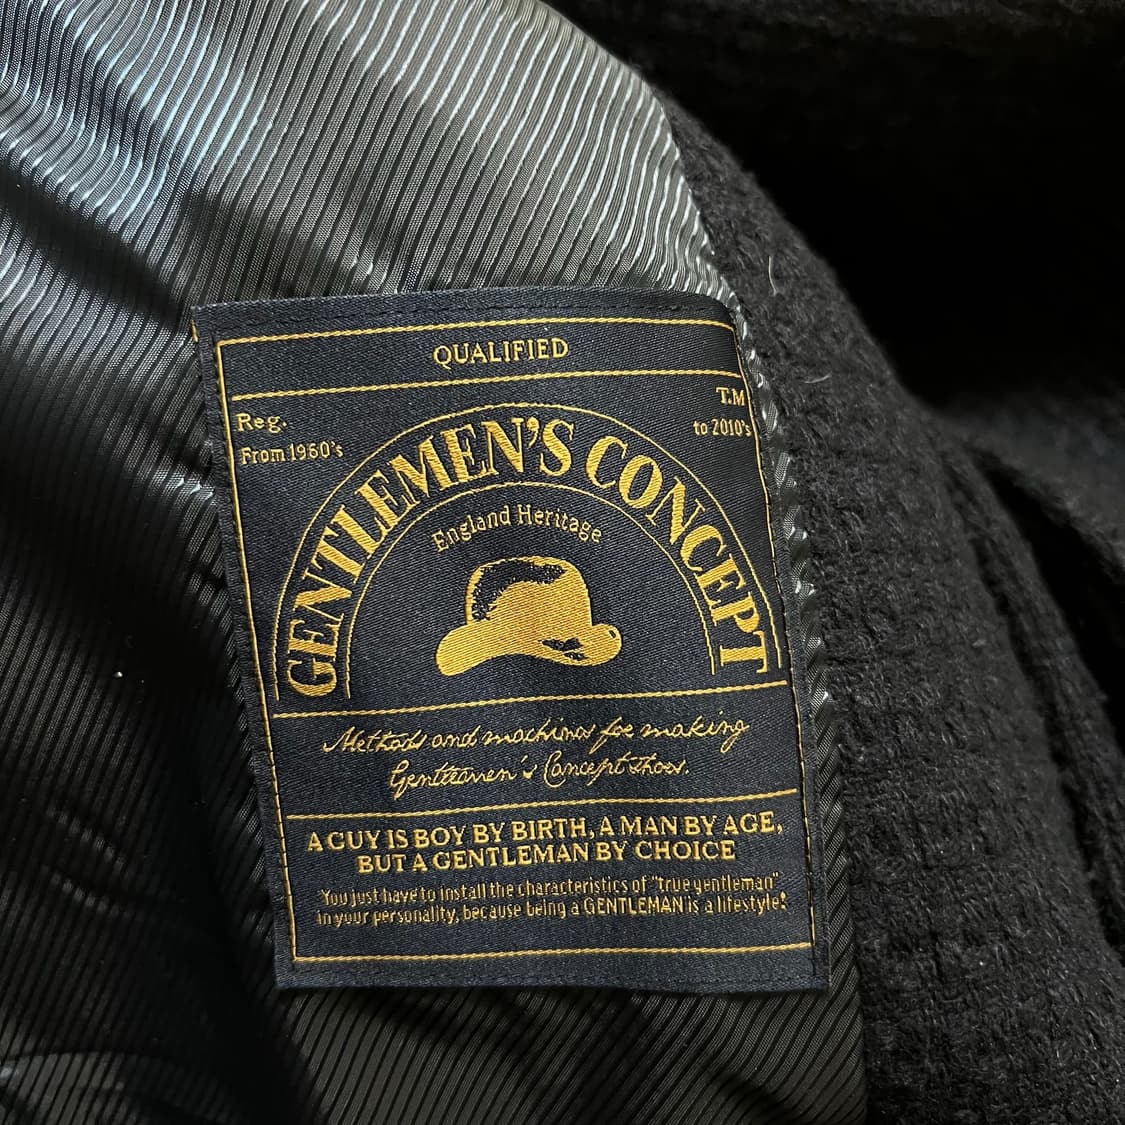 QUALIFIED
Reg.
T.M
From 1960's
to 2010's
GENTLEMEN'S CONCEPT
England Heritage
Methods and machines foe making
Gentleaven's Concept shoes.
A GUY IS BOY BY BIRTH, A MAN BY AGE,
BUT A GENTLEMAN BY CHOICE
"You just have to install the characteristics of "true gentleman"
in your personality, because being a GENTLEMAN is a lifestyle"